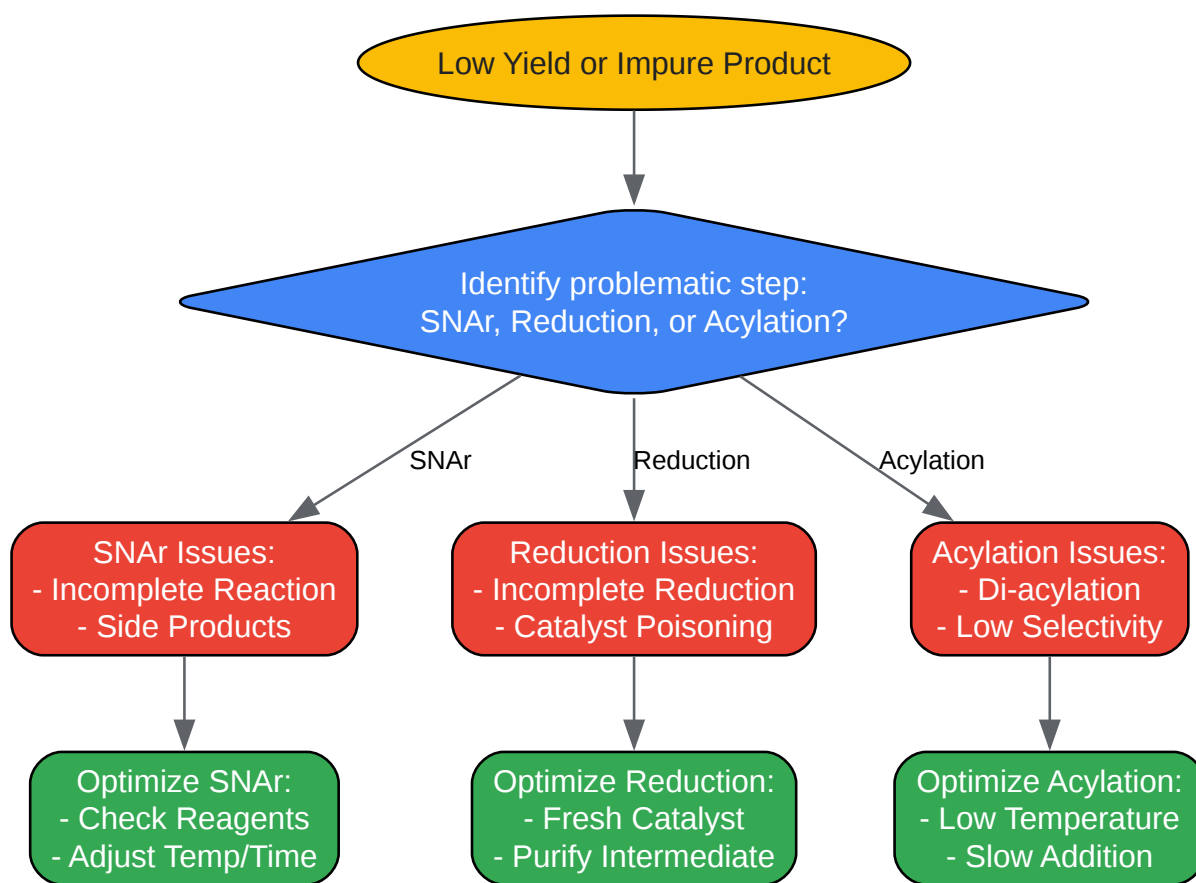 Low Yield or Impure Product
Identify problematic step:
SNAr, Reduction, or Acylation?
SNAr
Reduction
Acylation
SNAr Issues:
- Incomplete Reaction
- Side Products
Reduction Issues:
- Incomplete Reduction
- Catalyst Poisoning
Acylation Issues:
- Di-acylation
- Low Selectivity
Optimize SNAr:
- Check Reagents
- Adjust Temp/Time
Optimize Reduction:
- Fresh Catalyst
- Purify Intermediate
Optimize Acylation:
- Low Temperature
- Slow Addition